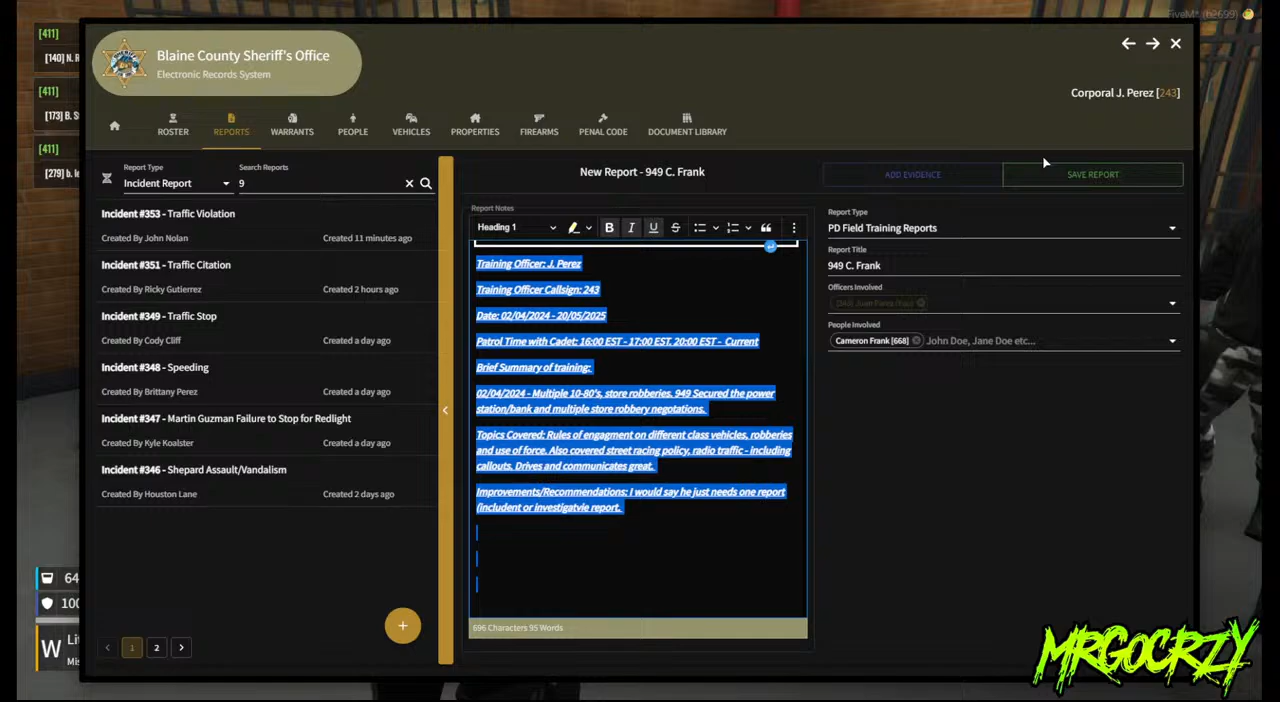 FiveM* (b2699)
[411]
[140] N. R
[411]
[173] B. S
[411]
[279] b. le
Blaine County Sheriff's Office
Electronic Records System
Corporal J. Perez [243]
ROSTER
REPORTS
WARRANTS
PEOPLE
VEHICLES
PROPERTIES
FIREARMS
PENAL CODE
DOCUMENT LIBRARY
Report Type
Incident Report
Search Reports
9
Incident #353 - Traffic Violation
Created By John Nolan Created 11 minutes ago
Incident #351 - Traffic Citation
Created By Ricky Gutierrez Created 2 hours ago
Incident #349 - Traffic Stop
Created By Cody Cliff Created a day ago
Incident #348 - Speeding
Created By Brittany Perez Created a day ago
Incident #347 - Martin Guzman Failure to Stop for Redlight
Created By Kyle Koalster Created a day ago
Incident #346 - Shepard Assault/Vandalism
Created By Houston Lane Created 2 days ago
1
2
New Report - 949 C. Frank
ADD EVIDENCE
SAVE REPORT
Report Notes
Heading 1
B I U S
Training Officer: J. Perez
Training Officer Callsign: 243
Date: 02/04/2024 - 20/05/2025
Patrol Time with Cadet: 16:00 EST - 17:00 EST. 20:00 EST - Current
Brief Summary of training:
02/04/2024 - Multiple 10-80's, store robberies. 949 Secured the power
station/bank and multiple store robbery negotations.
Topics Covered: Rules of engagment on different class vehicles, robberies
and use of force. Also covered street racing policy, radio traffic - including
callouts. Drives and communicates great.
Improvements/Recommendations: I would say he just needs one report
(includent or investigatvie report.
696 Characters 95 Words
Report Type
PD Field Training Reports
Report Title
949 C. Frank
Officers Involved
People Involved
Cameron Frank [668] John Doe, Jane Doe etc...
64
100
W
Li
Mis
MRGOCRZY